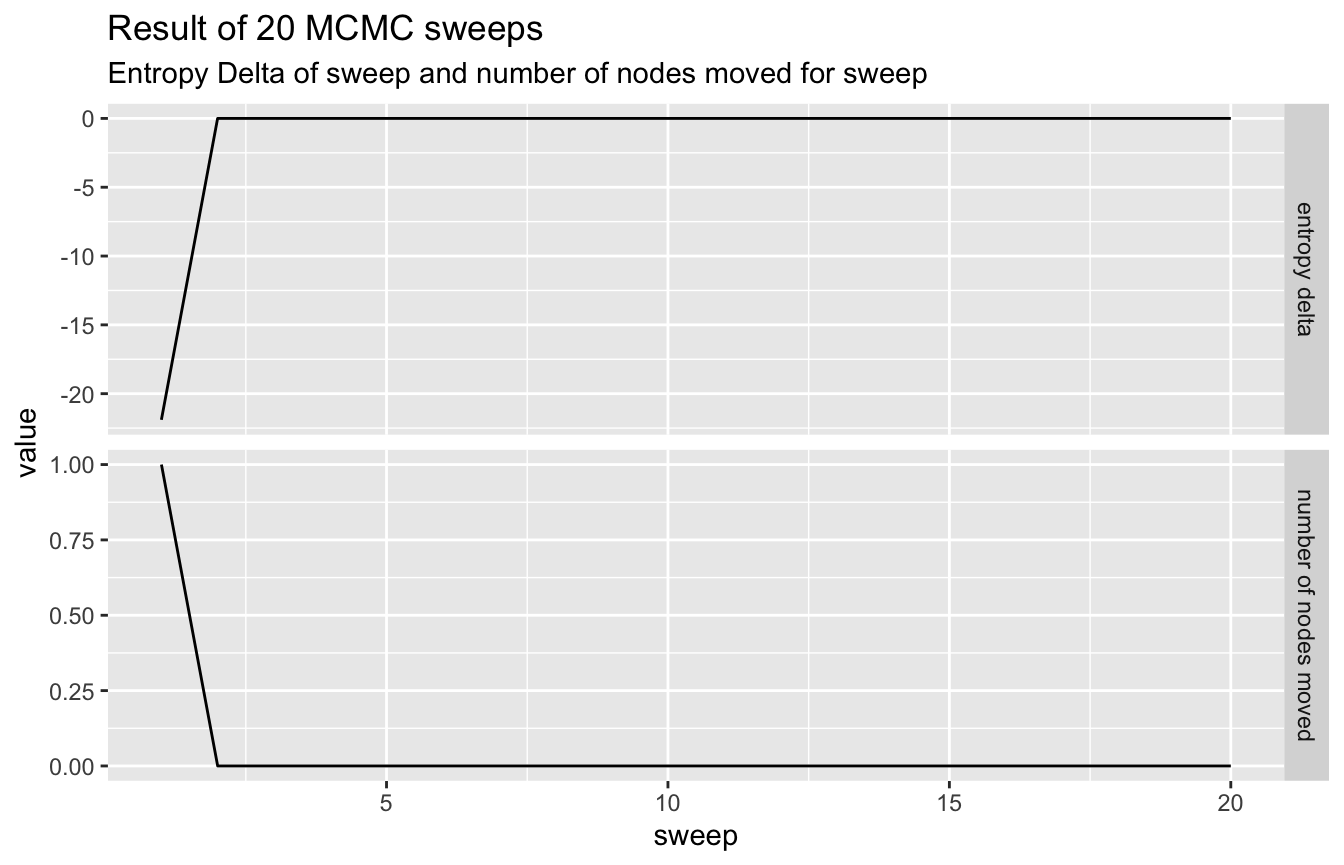 Result of 20 MCMC sweeps
Entropy Delta of sweep and number of nodes moved for sweep
0
-5
-10
-15
-20
entropy delta
value
1.00
0.75
0.50
0.25
0.00
number of nodes moved
5
10
15
20
sweep